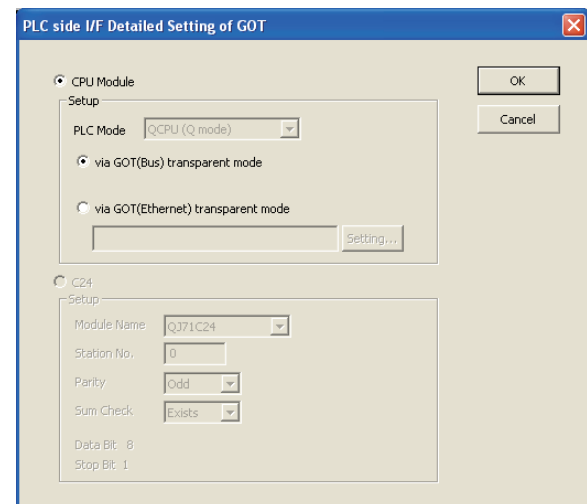 PLC side I/F Detailed Setting of GOT
CPU Module
Setup
PLC Mode QCPU (Q mode)
via GOT(Bus) transparent mode
via GOT(Ethernet) transparent mode
Setting...
OK
Cancel
C24
Setup
Module Name QJ71C24
Station No. 0
Parity Odd
Sum Check Exists
Data Bit 8
Stop Bit 1